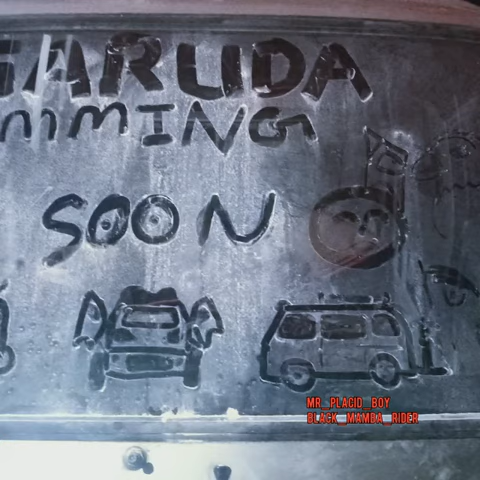 GARUDA
mmING
SOON
MR_PLACID_BOY
BLACK_MAMBA_RIDER